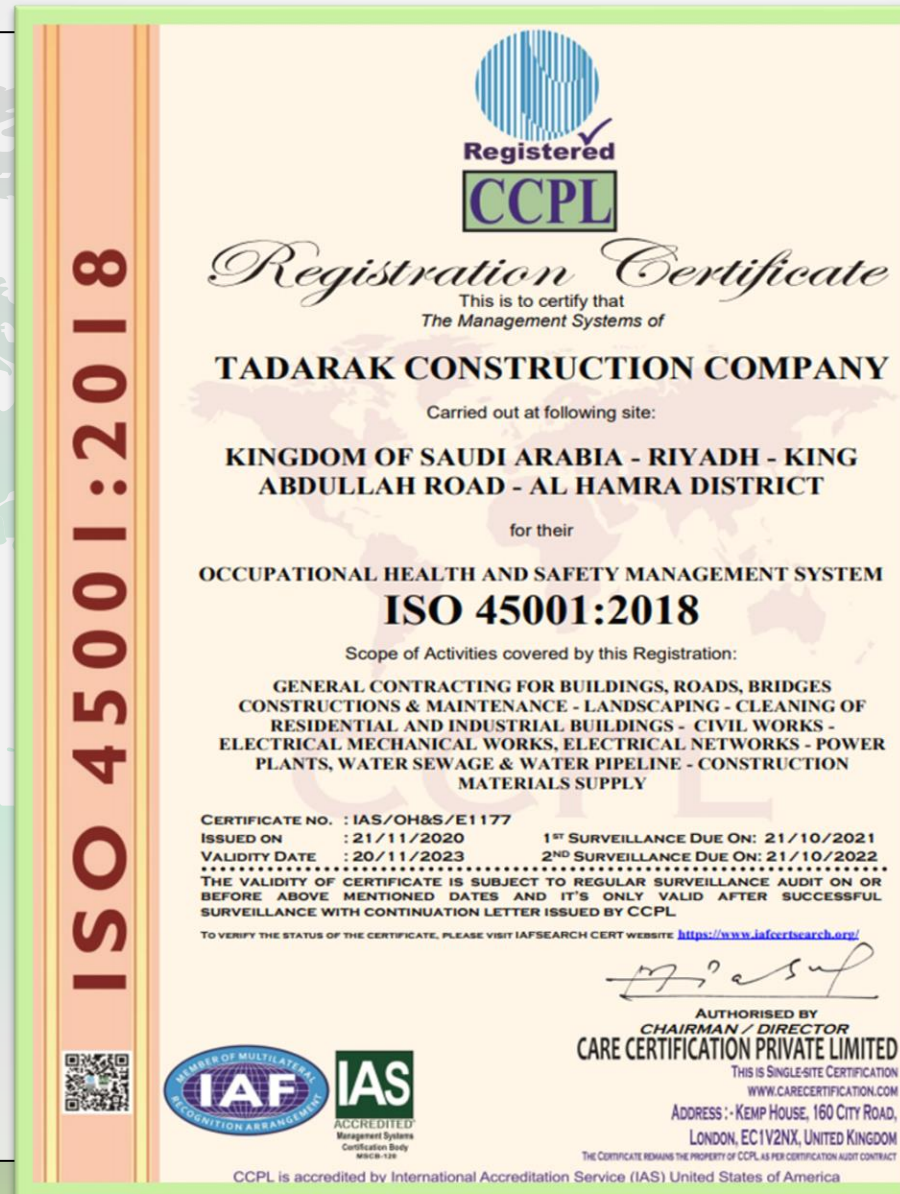 Registered
CCPL
Registration Certificate
This is to certify that
The Management Systems of
TADARAK CONSTRUCTION COMPANY
Carried out at following site:
KINGDOM OF SAUDI ARABIA - RIYADH - KING
ABDULLAH ROAD - AL HAMRA DISTRICT
for their
OCCUPATIONAL HEALTH AND SAFETY MANAGEMENT SYSTEM
ISO 45001:2018
Scope of Activities covered by this Registration:
GENERAL CONTRACTING FOR BUILDINGS, ROADS, BRIDGES
CONSTRUCTIONS & MAINTENANCE - LANDSCAPING - CLEANING OF
RESIDENTIAL AND INDUSTRIAL BUILDINGS - CIVIL WORKS -
ELECTRICAL MECHANICAL WORKS, ELECTRICAL NETWORKS - POWER
PLANTS, WATER SEWAGE & WATER PIPELINE - CONSTRUCTION
MATERIALS SUPPLY
CERTIFICATE NO. : IAS/OH&S/E1177
ISSUED ON : 21/11/2020 1ST SURVEILLANCE DUE ON: 21/10/2021
VALIDITY DATE : 20/11/2023 2ND SURVEILLANCE DUE ON: 21/10/2022
THE VALIDITY OF CERTIFICATE IS SUBJECT TO REGULAR SURVEILLANCE AUDIT ON OR
BEFORE ABOVE MENTIONED DATES AND IT'S ONLY VALID AFTER SUCCESSFUL
SURVEILLANCE WITH CONTINUATION LETTER ISSUED BY CCPL
TO VERIFY THE STATUS OF THE CERTIFICATE, PLEASE VISIT IAFSEARCH CERT WEBSITE https://www.iafcertsearch.org/
AUTHORISED BY
CHAIRMAN / DIRECTOR
CARE CERTIFICATION PRIVATE LIMITED
THIS IS SINGLE-SITE CERTIFICATION
WWW.CARECERTIFICATION.COM
ADDRESS :- KEMP HOUSE, 160 CITY ROAD,
LONDON, EC1V2NX, UNITED KINGDOM
THE CERTIFICATE REMAINS THE PROPERTY OF CCPL AS PER CERTIFICATION AUDIT CONTRACT
MEMBER OF MULTILATERAL
IAF
RECOGNITION ARRANGEMENT
IAS
ACCREDITED
Management Systems
Certification Body
MSCB-128
CCPL is accredited by International Accreditation Service (IAS) United States of America
ISO 45001:2018
CCPL